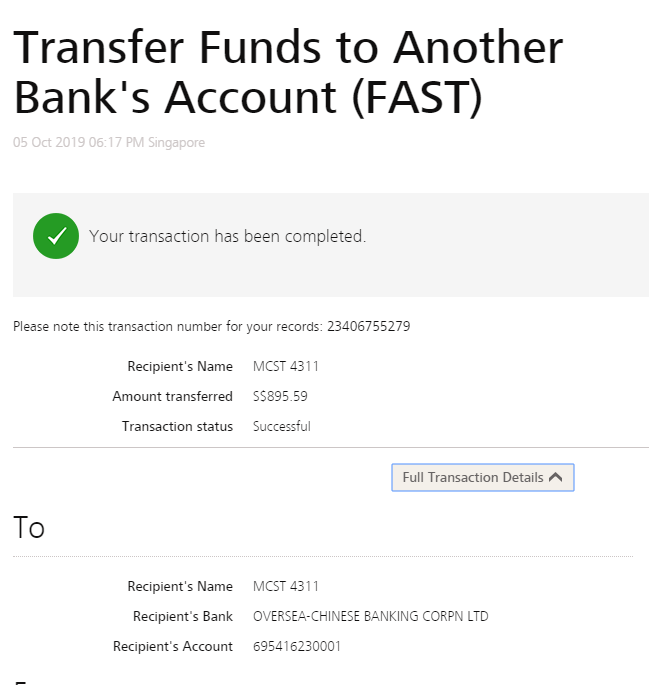 Transfer Funds to Another
Bank's Account (FAST)
05 Oct 2019 06:17 PM Singapore
Your transaction has been completed.
Please note this transaction number for your records: 23406755279
Recipient's Name MCST 4311
Amount transferred S$895.59
Transaction status Successful
Full Transaction Details
To
Recipient's Name MCST 4311
Recipient's Bank OVERSEA-CHINESE BANKING CORPN LTD
Recipient's Account 695416230001